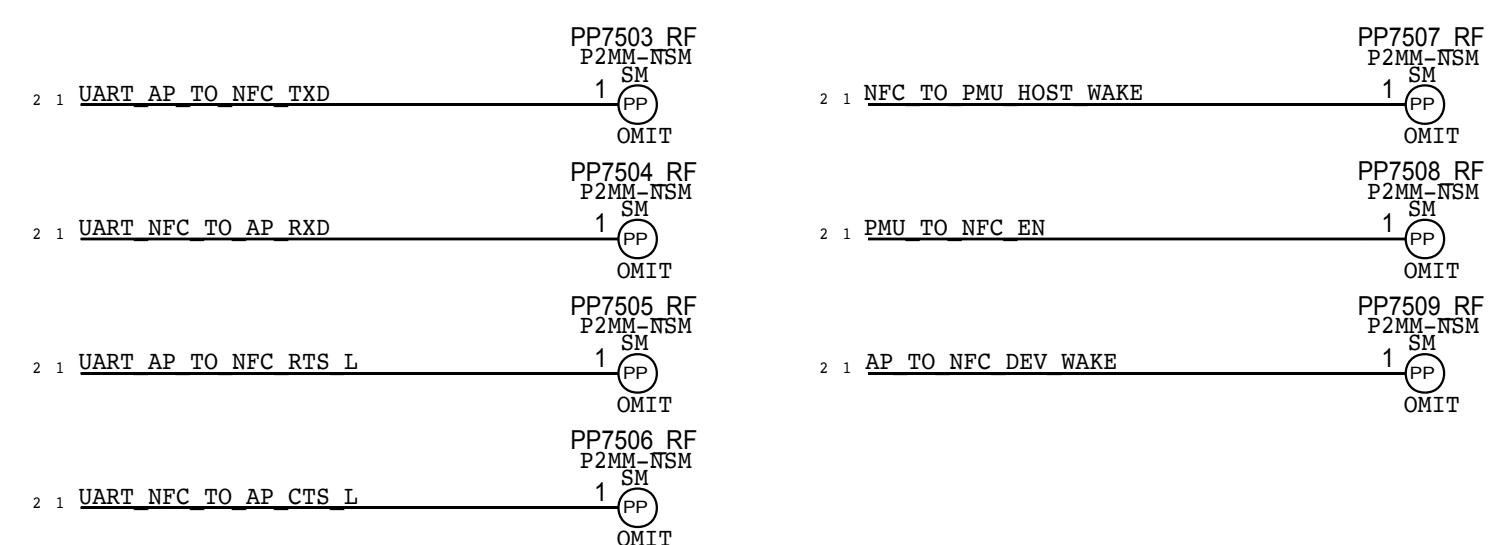 PP7503_RF
P2MM-NSM
SM
2 1 UART_AP_TO_NFC_TXD 1 PP
OMIT
PP7504_RF
P2MM-NSM
SM
2 1 UART_NFC_TO_AP_RXD 1 PP
OMIT
PP7505_RF
P2MM-NSM
SM
2 1 UART_AP_TO_NFC_RTS_L 1 PP
OMIT
PP7506_RF
P2MM-NSM
SM
2 1 UART_NFC_TO_AP_CTS_L 1 PP
OMIT
PP7507_RF
P2MM-NSM
SM
2 1 NFC_TO_PMU_HOST_WAKE 1 PP
OMIT
PP7508_RF
P2MM-NSM
SM
2 1 PMU_TO_NFC_EN 1 PP
OMIT
PP7509_RF
P2MM-NSM
SM
2 1 AP_TO_NFC_DEV_WAKE 1 PP
OMIT